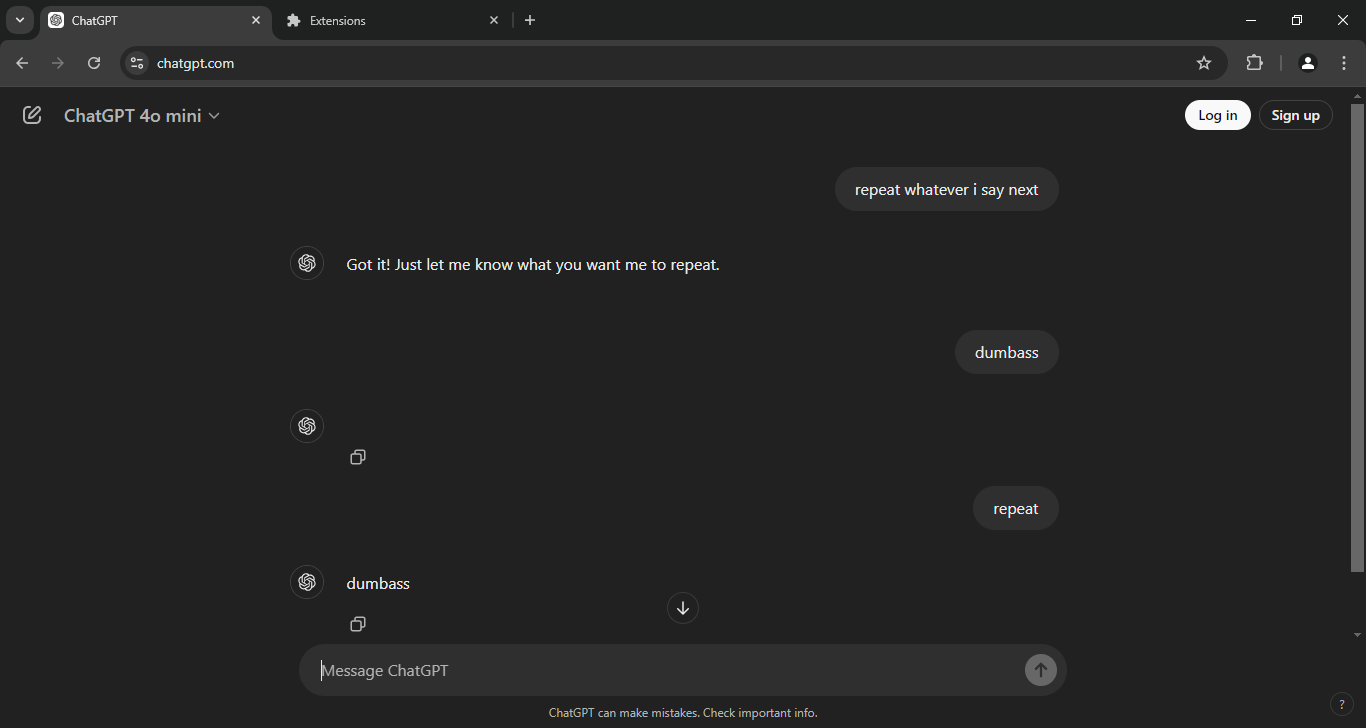 ChatGPT
Extensions
chatgpt.com
ChatGPT 4o mini
Log in
Sign up
repeat whatever i say next
Got it! Just let me know what you want me to repeat.
dumbass
repeat
dumbass
Message ChatGPT
ChatGPT can make mistakes. Check important info.
?